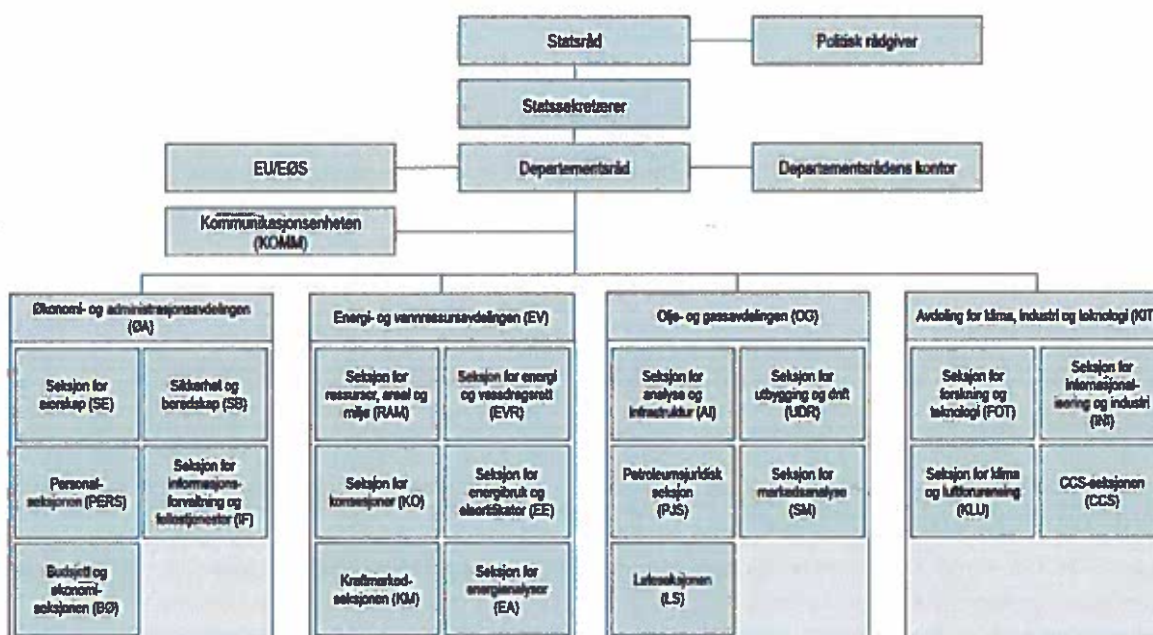 Statsråd
Politisk rådgiver
Statssekretærer
EU/EØS
Departementsråd
Departementsrådens kontor
Kommunikasjonsenheten
(KOMM)
Økonomi- og administrasjonsavdelingen
(ØA)
Energi- og vannressursavdelingen (EV)
Olje- og gassavdelingen (OG)
Avdeling for klima, industri og teknologi (KIT
Seksjon for
eierskap (SE)
Sikkerhet og
beredskap (SB)
Seksjon for
ressurser, areal og
miljø (RAM)
Seksjon for energi
og vassdragsrett
(EVR)
Seksjon for
analyse og
infrastruktur (AI)
Seksjon for
utbygging og drift
(UDR)
Seksjon for
forskning og
teknologi (FOT)
Seksjon for
internasjonal-
isering og industri
(INI)
Personal-
seksjonen (PERS)
Seksjon for
informasjons-
forvaltning og
fellestjenester (IF)
Seksjon for
konsesjoner (KO)
Seksjon for
energibruk og
elsertifikater (EE)
Petroleumsjuridisk
seksjon
(PJS)
Seksjon for
markedsanalyse
(SM)
Seksjon for klima
og luftforurensing
(KLU)
CCS-seksjonen
(CCS)
Budsjett og
økonomi-
seksjonen (BØ)
Kraftmarked-
seksjonen (KM)
Seksjon for
energianalyser
(EA)
Leteseksjonen
(LS)